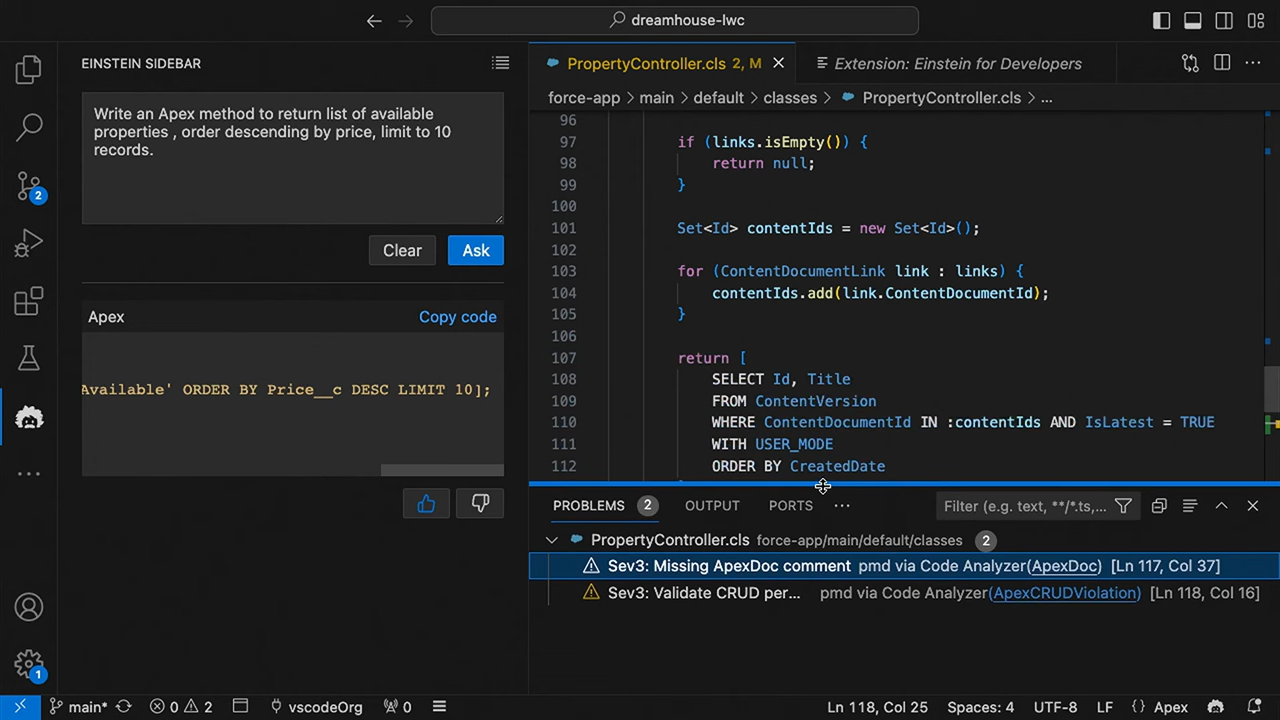 dreamhouse-lwc
EINSTEIN SIDEBAR
Write an Apex method to return list of available
properties , order descending by price, limit to 10
records.
Clear
Ask
Apex
Copy code
Available' ORDER BY Price__c DESC LIMIT 10];
2
1
PropertyController.cls 2, M
Extension: Einstein for Developers
force-app > main > default > classes > PropertyController.cls > ...
96
97 if (links.isEmpty()) {
98 return null;
99 }
100
101 Set<Id> contentIds = new Set<Id>();
102
103 for (ContentDocumentLink link : links) {
104 contentIds.add(link.ContentDocumentId);
105 }
106
107 return [
108 SELECT Id, Title
109 FROM ContentVersion
110 WHERE ContentDocumentId IN :contentIds AND IsLatest = TRUE
111 WITH USER_MODE
112 ORDER BY CreatedDate
PROBLEMS 2 OUTPUT PORTS ... Filter (e.g. text, **/*.ts,...
PropertyController.cls force-app/main/default/classes 2
Sev3: Missing ApexDoc comment pmd via Code Analyzer(ApexDoc) [Ln 117, Col 37]
Sev3: Validate CRUD per... pmd via Code Analyzer(ApexCRUDViolation) [Ln 118, Col 16]
main* 0 2 vscodeOrg 0 Ln 118, Col 25 Spaces: 4 UTF-8 LF {} Apex